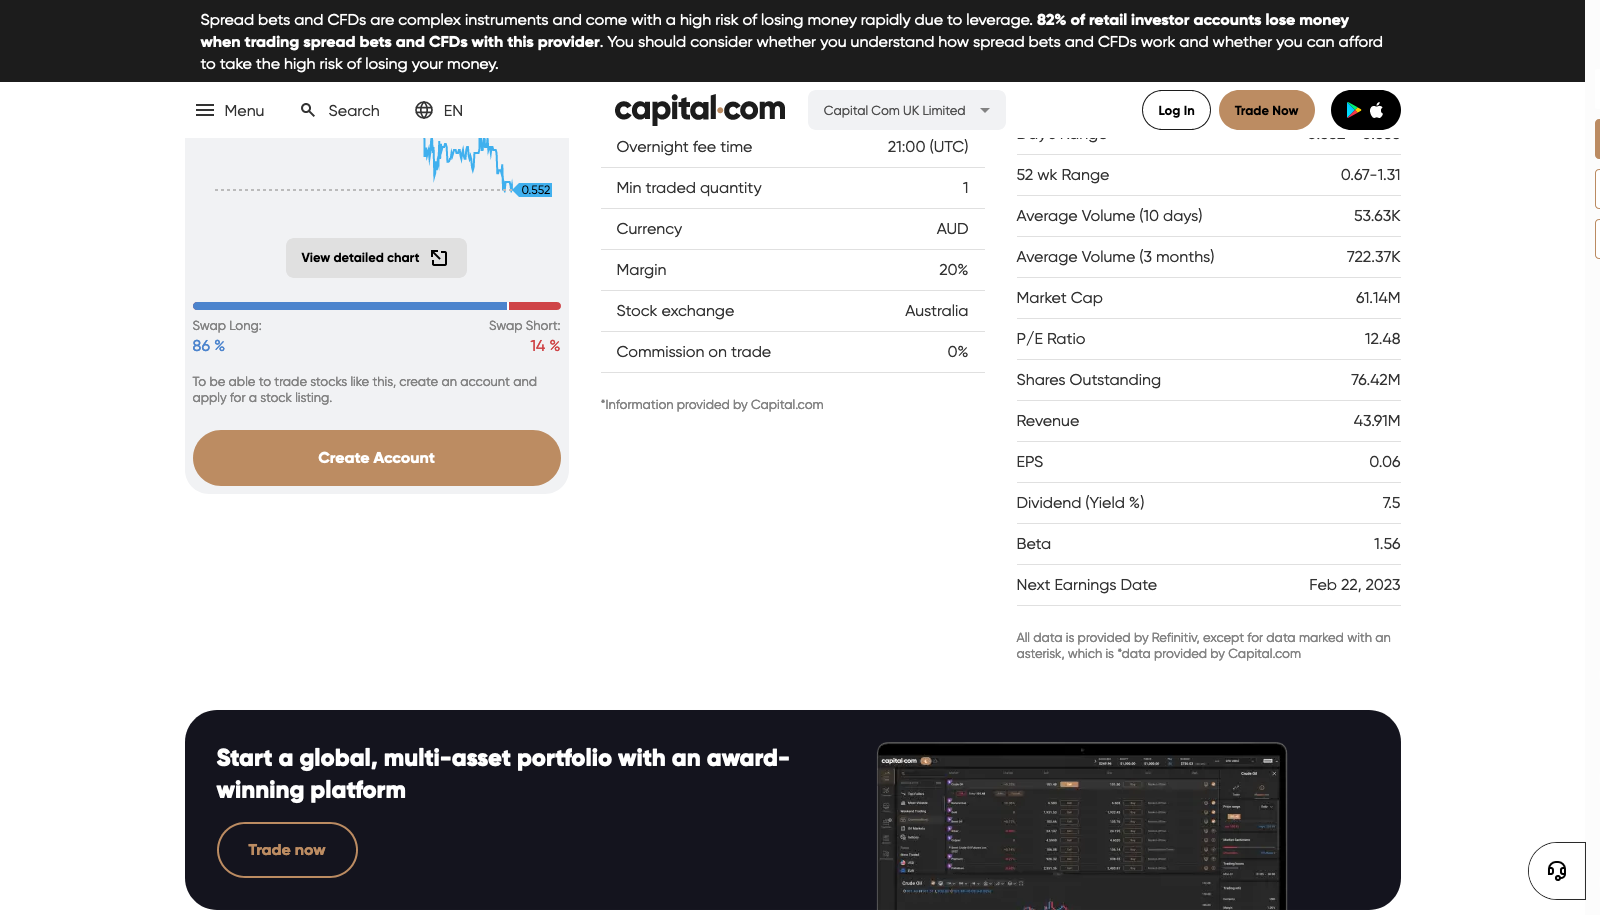 Spread bets and CFDs are complex instruments and come with a high risk of losing money rapidly due to leverage. 82% of retail investor accounts lose money
when trading spread bets and CFDs with this provider. You should consider whether you understand how spread bets and CFDs work and whether you can afford
to take the high risk of losing your money.
Menu
Search
EN
capital.com
Capital Com UK Limited
Log In
Trade Now
0.552
View detailed chart
Swap Long:
Swap Short:
86 %
14 %
To be able to trade stocks like this, create an account and
apply for a stock listing.
Create Account
Overnight fee time 21:00 (UTC)
Min traded quantity 1
Currency AUD
Margin 20%
Stock exchange Australia
Commission on trade 0%
*Information provided by Capital.com
52 wk Range 0.67-1.31
Average Volume (10 days) 53.63K
Average Volume (3 months) 722.37K
Market Cap 61.14M
P/E Ratio 12.48
Shares Outstanding 76.42M
Revenue 43.91M
EPS 0.06
Dividend (Yield %) 7.5
Beta 1.56
Next Earnings Date Feb 22, 2023
All data is provided by Refinitiv, except for data marked with an
asterisk, which is *data provided by Capital.com
Start a global, multi-asset portfolio with an award-
winning platform
Trade now
capital.com
Crude Oil
Crude Oil